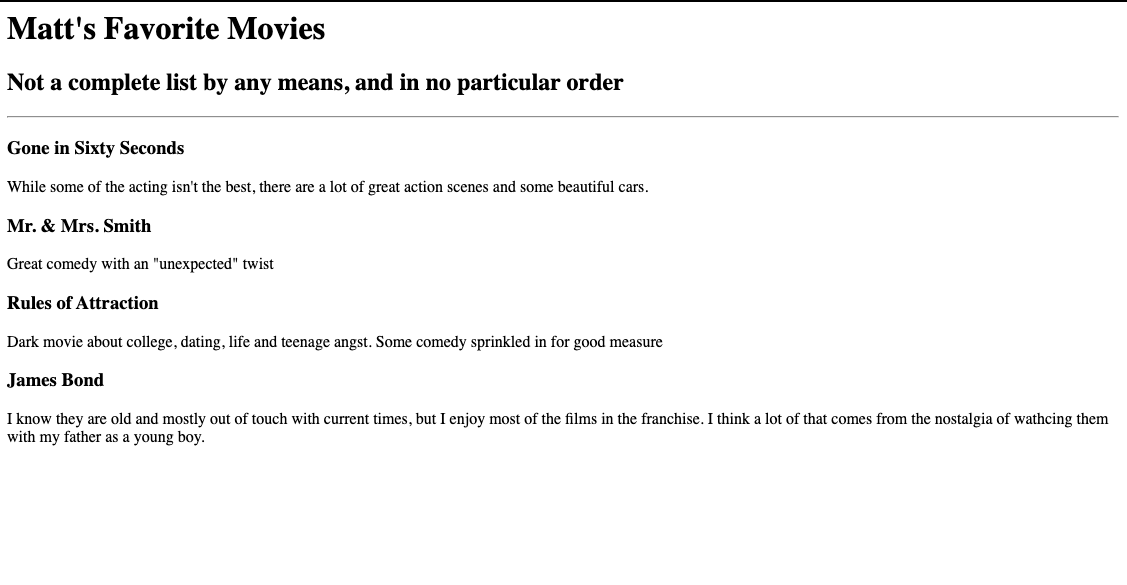 Matt's Favorite Movies
Not a complete list by any means, and in no particular order
Gone in Sixty Seconds
While some of the acting isn't the best, there are a lot of great action scenes and some beautiful cars.
Mr. & Mrs. Smith
Great comedy with an "unexpected" twist
Rules of Attraction
Dark movie about college, dating, life and teenage angst. Some comedy sprinkled in for good measure
James Bond
I know they are old and mostly out of touch with current times, but I enjoy most of the films in the franchise. I think a lot of that comes from the nostalgia of wathcing them
with my father as a young boy.